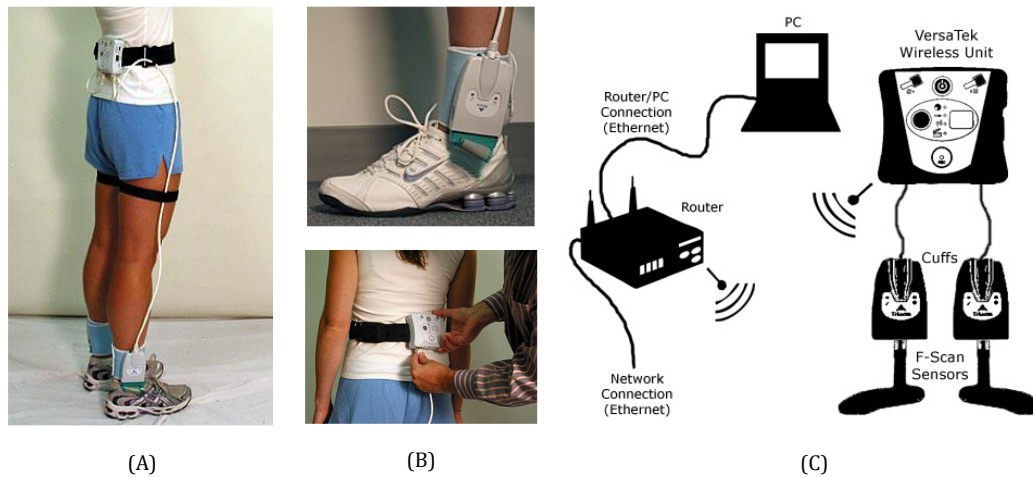 PC
VersaTek
Wireless Unit
Router/PC
Connection
(Ethernet)
Router
Cuffs
F-Scan
Sensors
Network
Connection
(Ethernet)
(A)
(B)
(C)